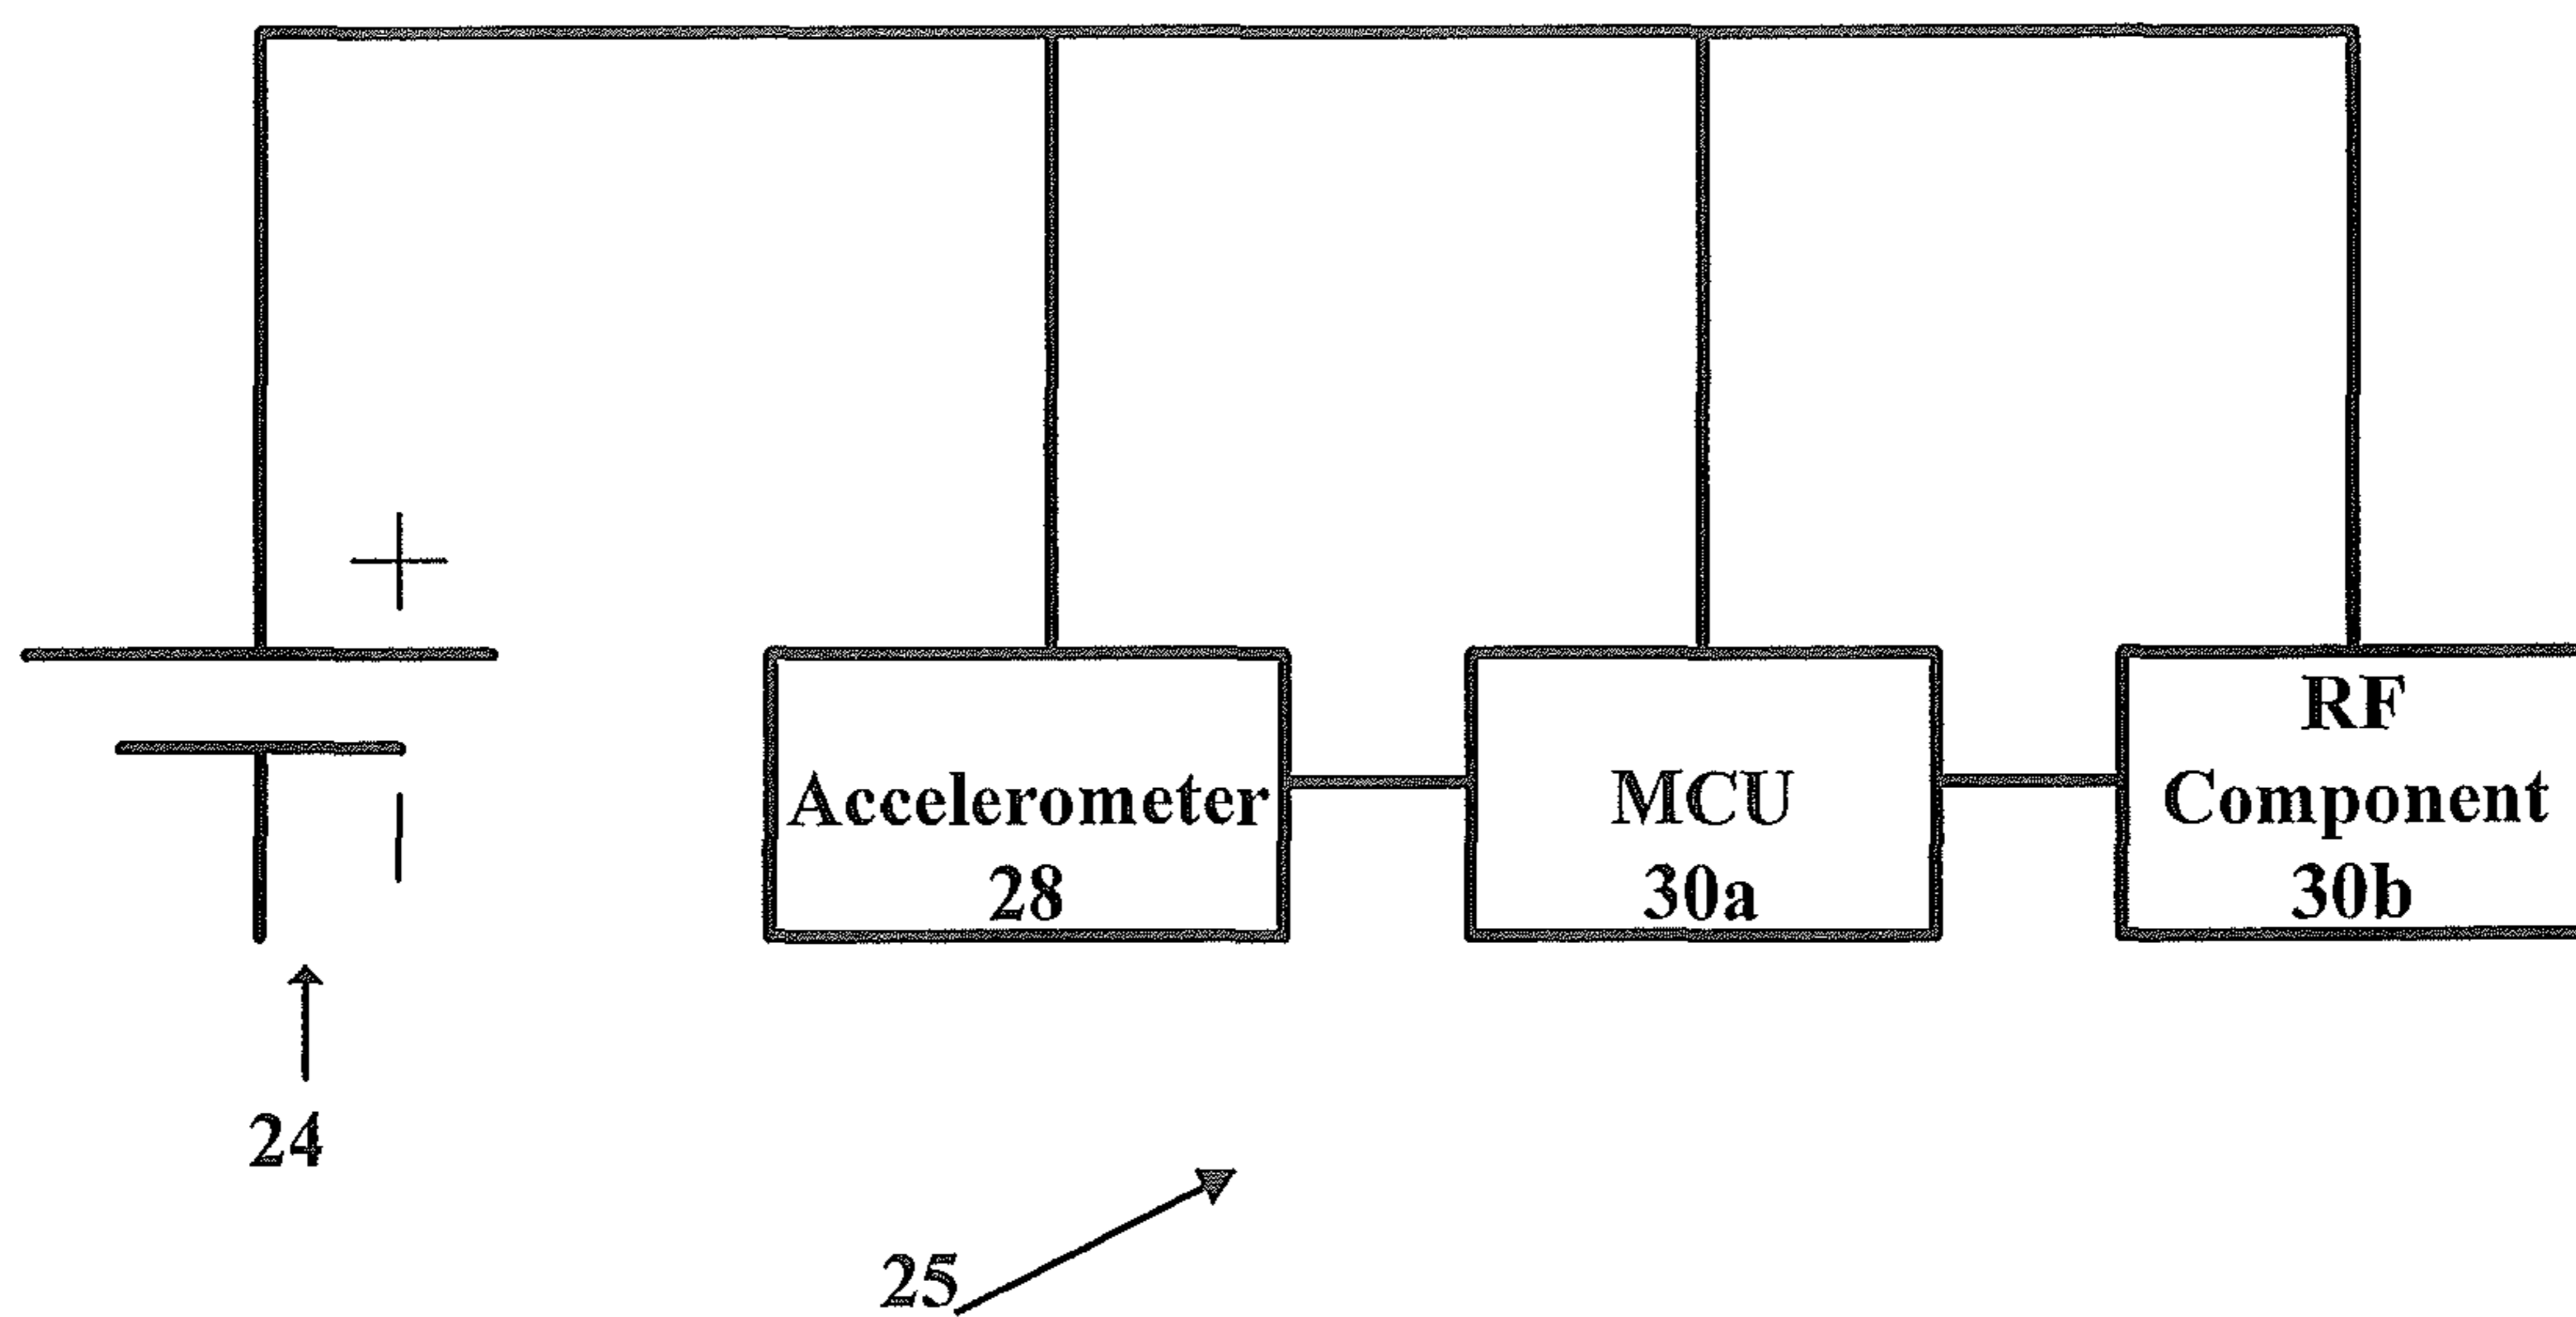 +
Accelerometer
28
MCU
30a
RF
Component
30b
24
25